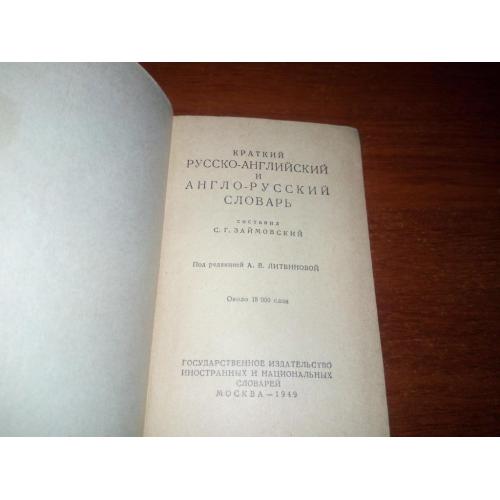 КРАТКИЙ
РУССКО-АНГЛИЙСКИЙ
И
АНГЛО-РУССКИЙ
СЛОВАРЬ
СОСТАВИЛ
С. Г. ЗАЙМОВСКИЙ
Под редакцией А. В. ЛИТВИНОВОЙ
Около 18 000 слов
ГОСУДАРСТВЕННОЕ ИЗДАТЕЛЬСТВО
ИНОСТРАННЫХ И НАЦИОНАЛЬНЫХ
СЛОВАРЕЙ
МОСКВА — 1949